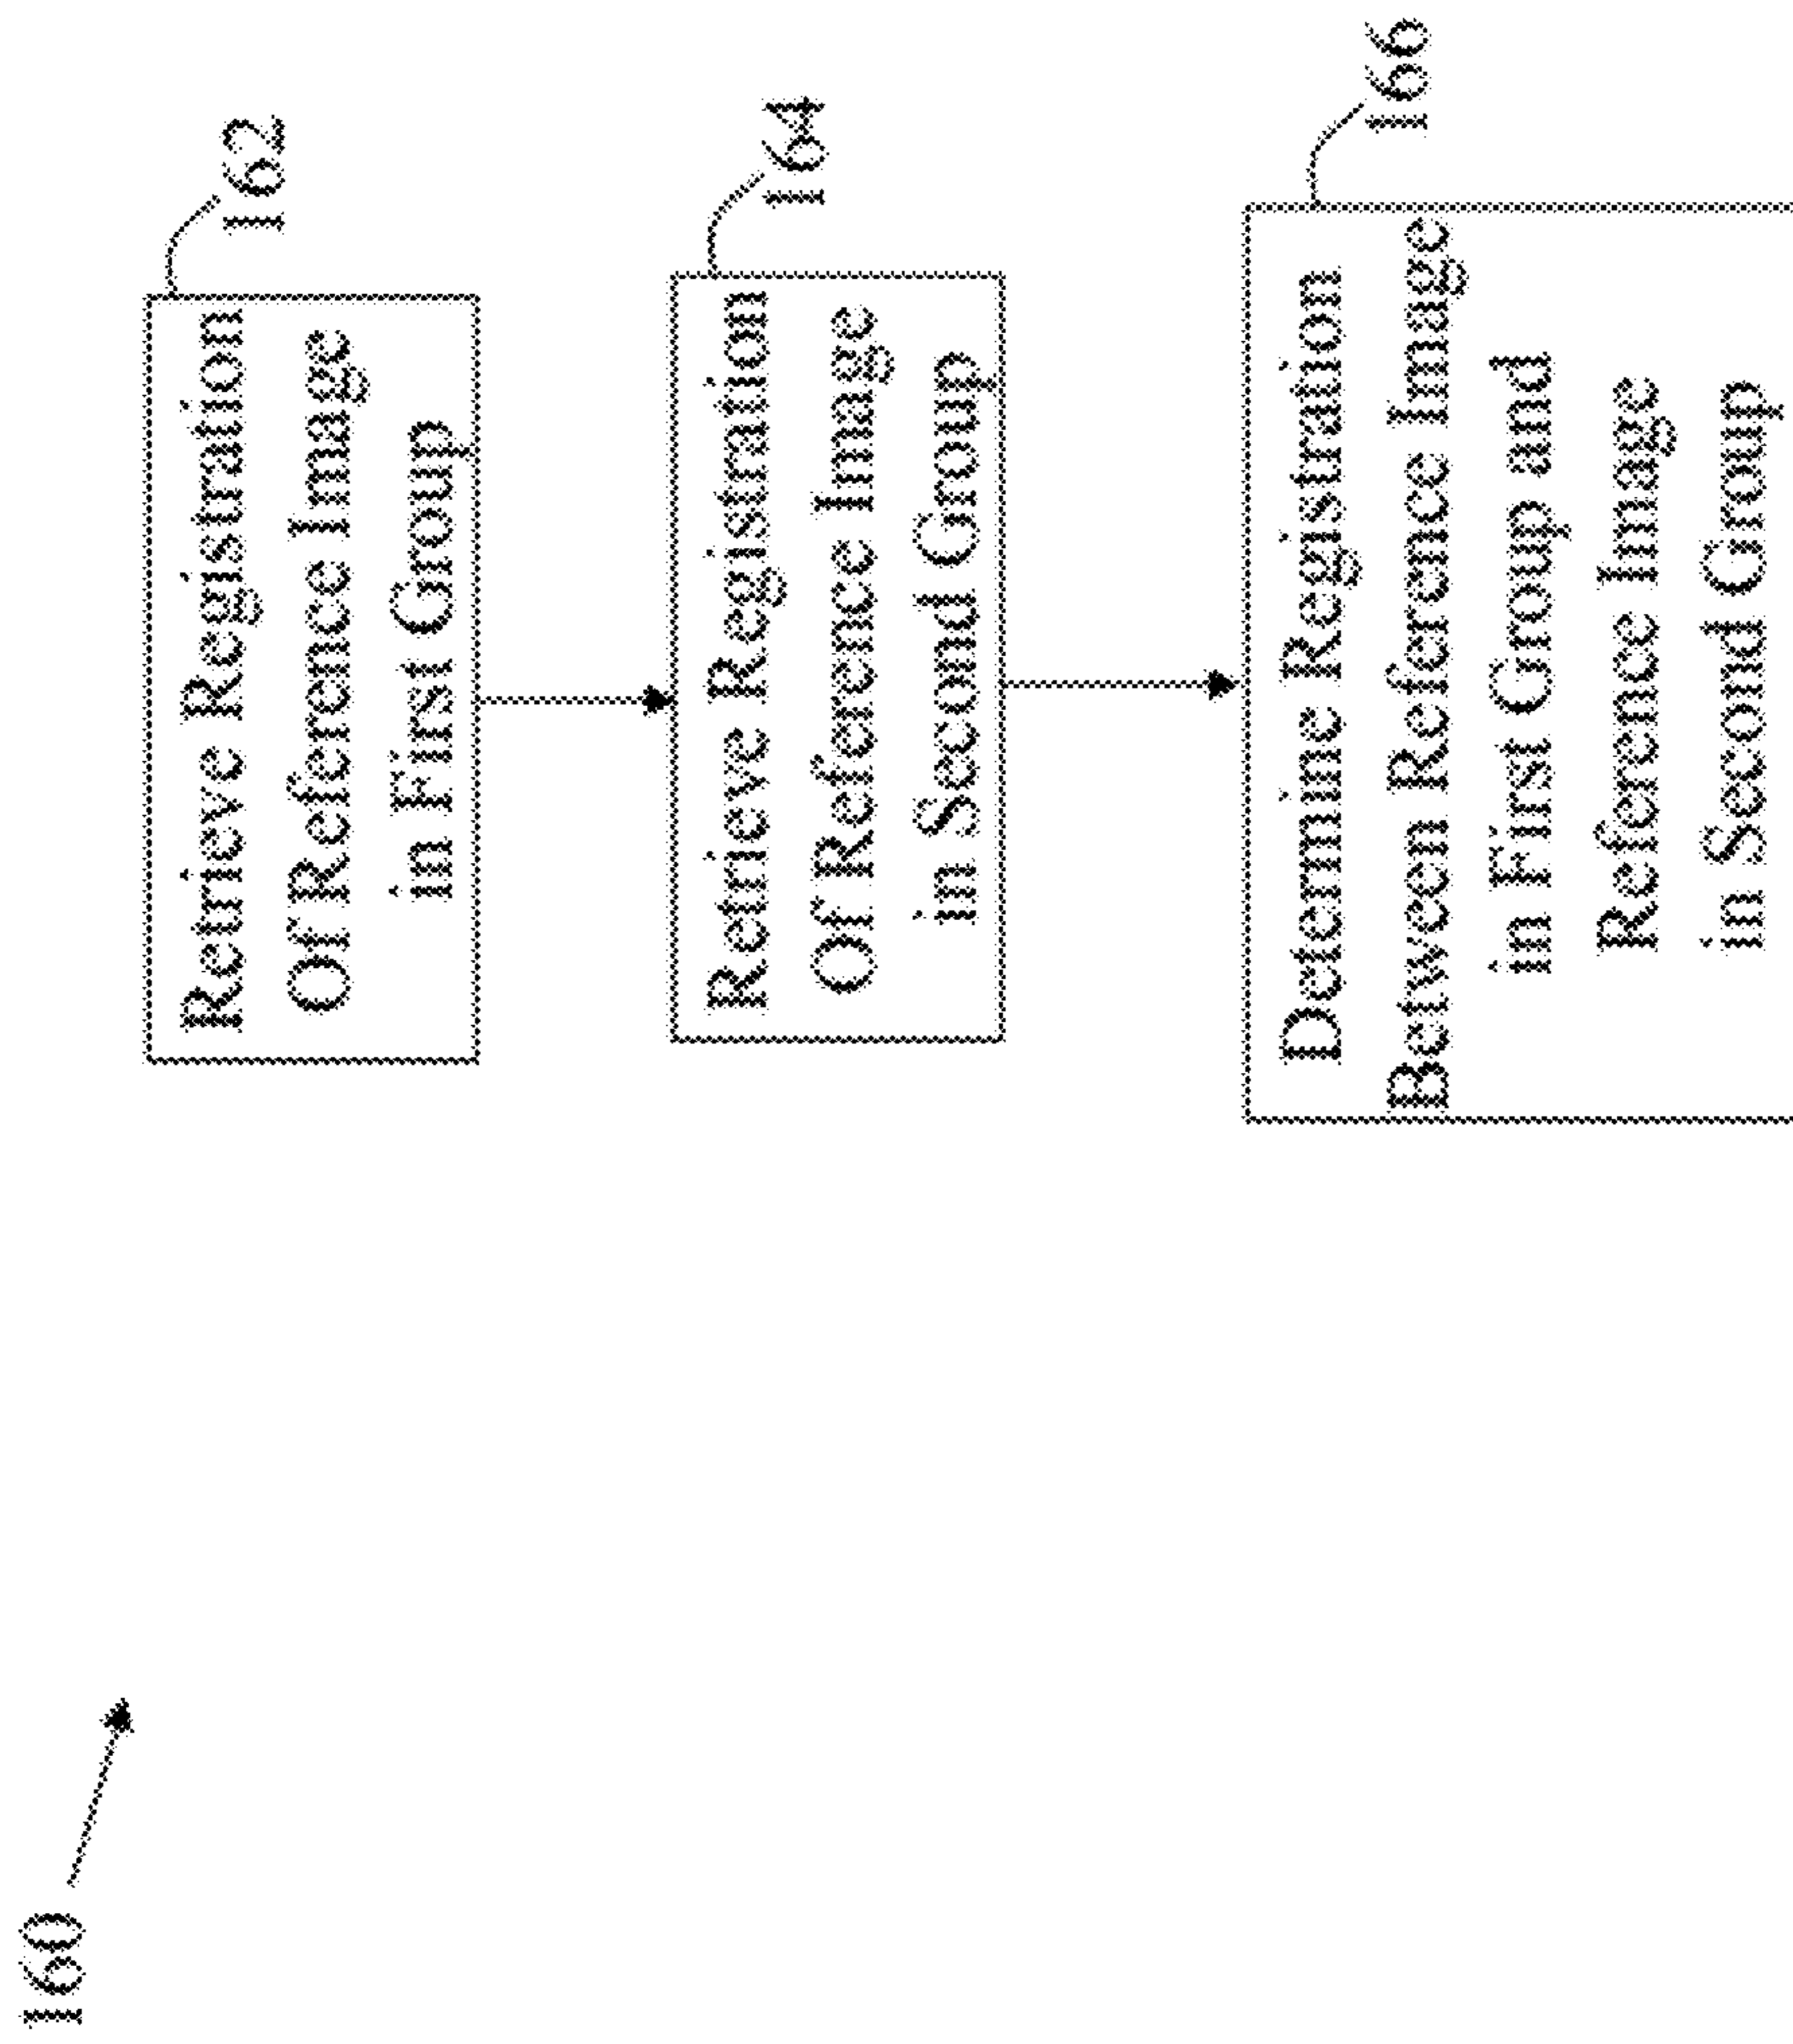 160
162
Retrieve Registration
Of Reference Image
in First Group
164
Retrieve Registration
Of Reference Image
in Second Group
166
Determine Registration
Between Reference Image
in First Group and
Reference Image
in Second Group